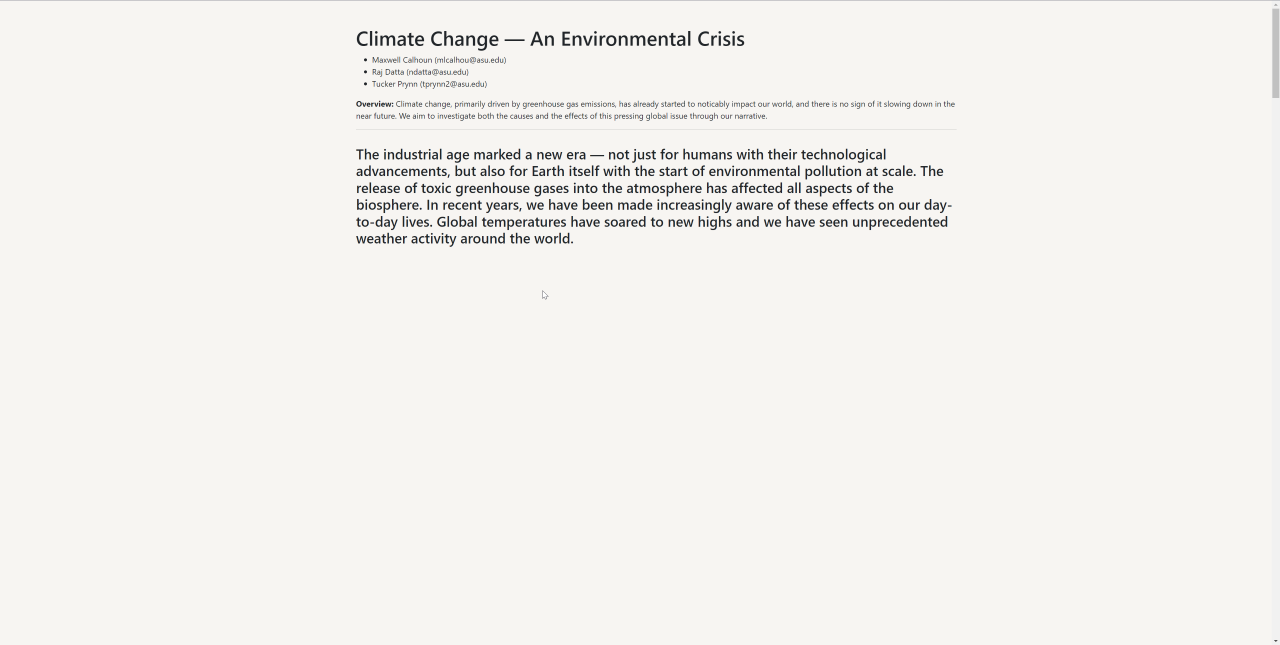 Climate Change — An Environmental Crisis
• Maxwell Calhoun (mlcalhou@asu.edu)
• Raj Datta (ndatta@asu.edu)
• Tucker Prynn (tprynn2@asu.edu)
Overview: Climate change, primarily driven by greenhouse gas emissions, has already started to noticably impact our world, and there is no sign of it slowing down in the
near future. We aim to investigate both the causes and the effects of this pressing global issue through our narrative.
The industrial age marked a new era — not just for humans with their technological
advancements, but also for Earth itself with the start of environmental pollution at scale. The
release of toxic greenhouse gases into the atmosphere has affected all aspects of the
biosphere. In recent years, we have been made increasingly aware of these effects on our day-
to-day lives. Global temperatures have soared to new highs and we have seen unprecedented
weather activity around the world.